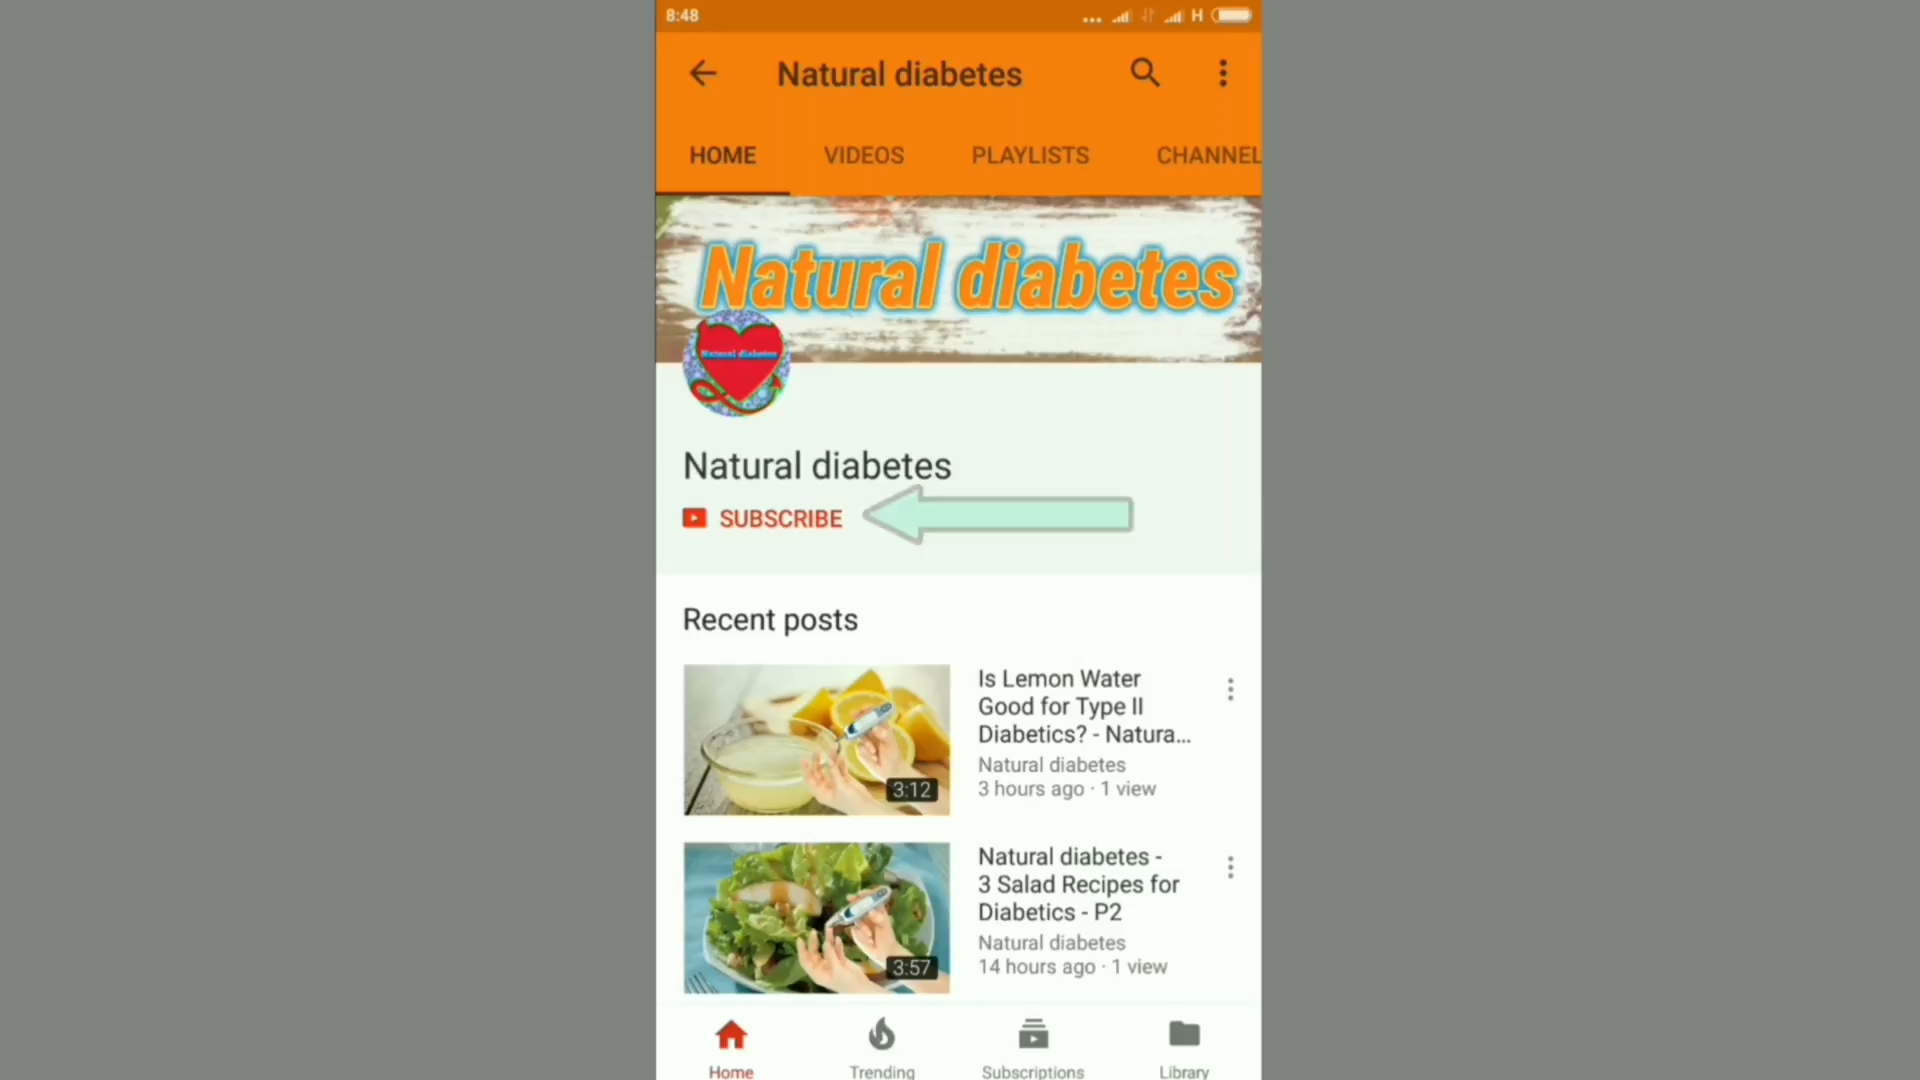 8:48
H
Natural diabetes
HOME VIDEOS PLAYLISTS CHANNEL
Natural diabetes
Natural diabetes
Natural diabetes
SUBSCRIBE
Recent posts
Is Lemon Water
Good for Type II
Diabetics? - Natura...
Natural diabetes
3 hours ago · 1 view
3:12
Natural diabetes -
3 Salad Recipes for
Diabetics - P2
Natural diabetes
14 hours ago · 1 view
3:57
Home Trending Subscriptions Library